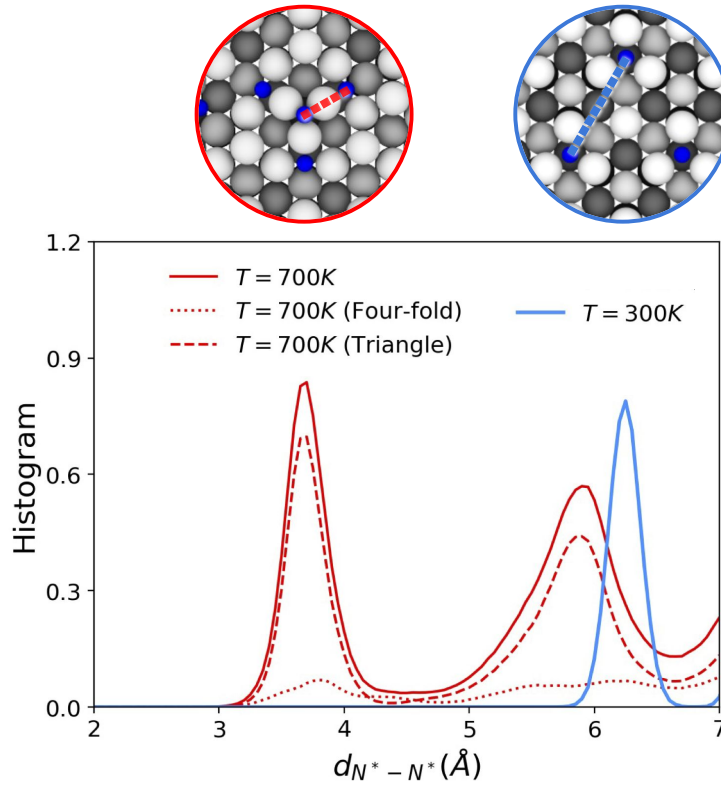 1.2
0.9
0.6
0.3
0.0
Histogram
T = 700K
T = 700K (Four-fold)
T = 700K (Triangle)
T = 300K
2 3 4 5 6 7
d_{N* − N*}(Å)